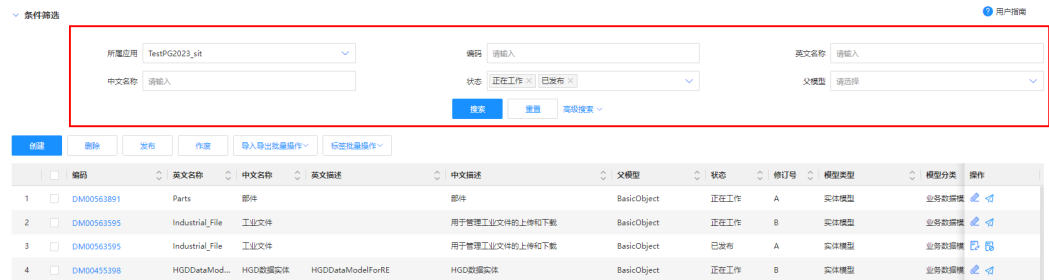 条件筛选 用户指南
所属应用 TestPG2023_sit 编码 请输入 英文名称 请输入
中文名称 请输入 状态 正在工作 × 已发布 × 父模型 请选择
搜索 重置 高级搜索
创建 删除 发布 作废 导入导出批量操作 标签批量操作
编码 英文名称 中文名称 英文描述 中文描述 父模型 状态 修订号 模型类型 模型分类 操作
1 DM00563891 Parts 部件 部件 BasicObject 正在工作 A 实体模型 业务数据模
2 DM00563595 Industrial_File 工业文件 用于管理工业文件的上传和下载 BasicObject 正在工作 B 实体模型 业务数据模
3 DM00563595 Industrial_File 工业文件 用于管理工业文件的上传和下载 BasicObject 已发布 A 实体模型 业务数据模
4 DM00455398 HGDDataMod... HGD数据实体 HGDDataModelForRE HGD数据实体 BasicObject 正在工作 B 实体模型 业务数据模